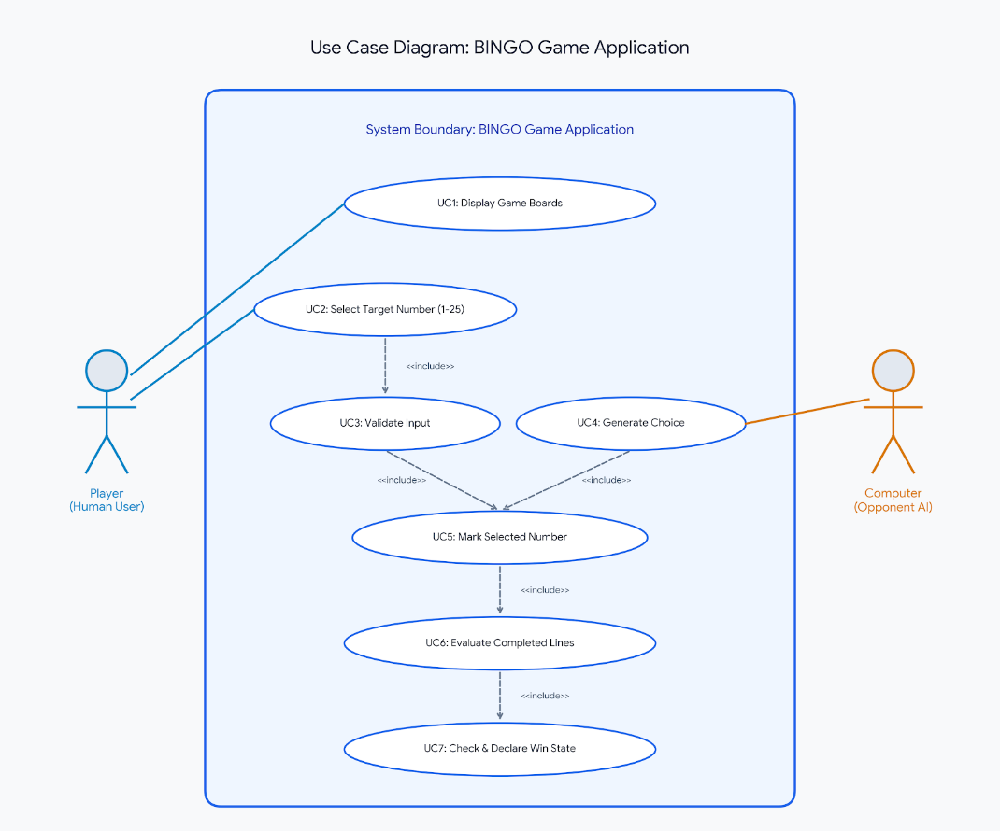 Use Case Diagram: BINGO Game Application
System Boundary: BINGO Game Application
UC1: Display Game Boards
UC2: Select Target Number (1-25)
<<include>>
UC3: Validate Input
UC4: Generate Choice
<<include>>
<<include>>
Player
(Human User)
Computer
(Opponent AI)
UC5: Mark Selected Number
<<include>>
UC6: Evaluate Completed Lines
<<include>>
UC7: Check & Declare Win State